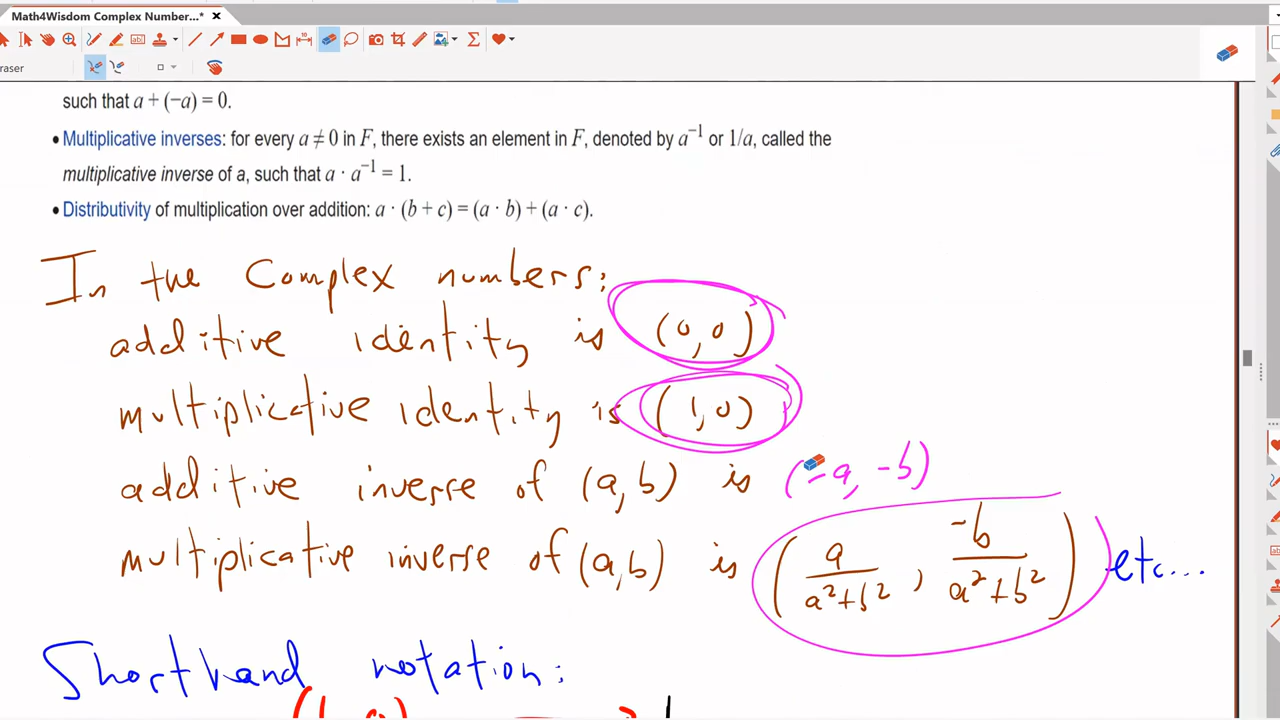 Math4Wisdom Complex Number...*
raser
such that a + (−a) = 0.
• Multiplicative inverses: for every a ≠ 0 in F, there exists an element in F, denoted by a⁻¹ or 1/a, called the
multiplicative inverse of a, such that a · a⁻¹ = 1.
• Distributivity of multiplication over addition: a · (b + c) = (a · b) + (a · c).
In the Complex numbers:
additive identity is (0,0)
multiplicative identity is (1,0)
additive inverse of (a,b) is (-a, -b)
multiplicative inverse of (a,b) is (a/a²+b², -b/a²+b²) etc...
Shorthand notation: